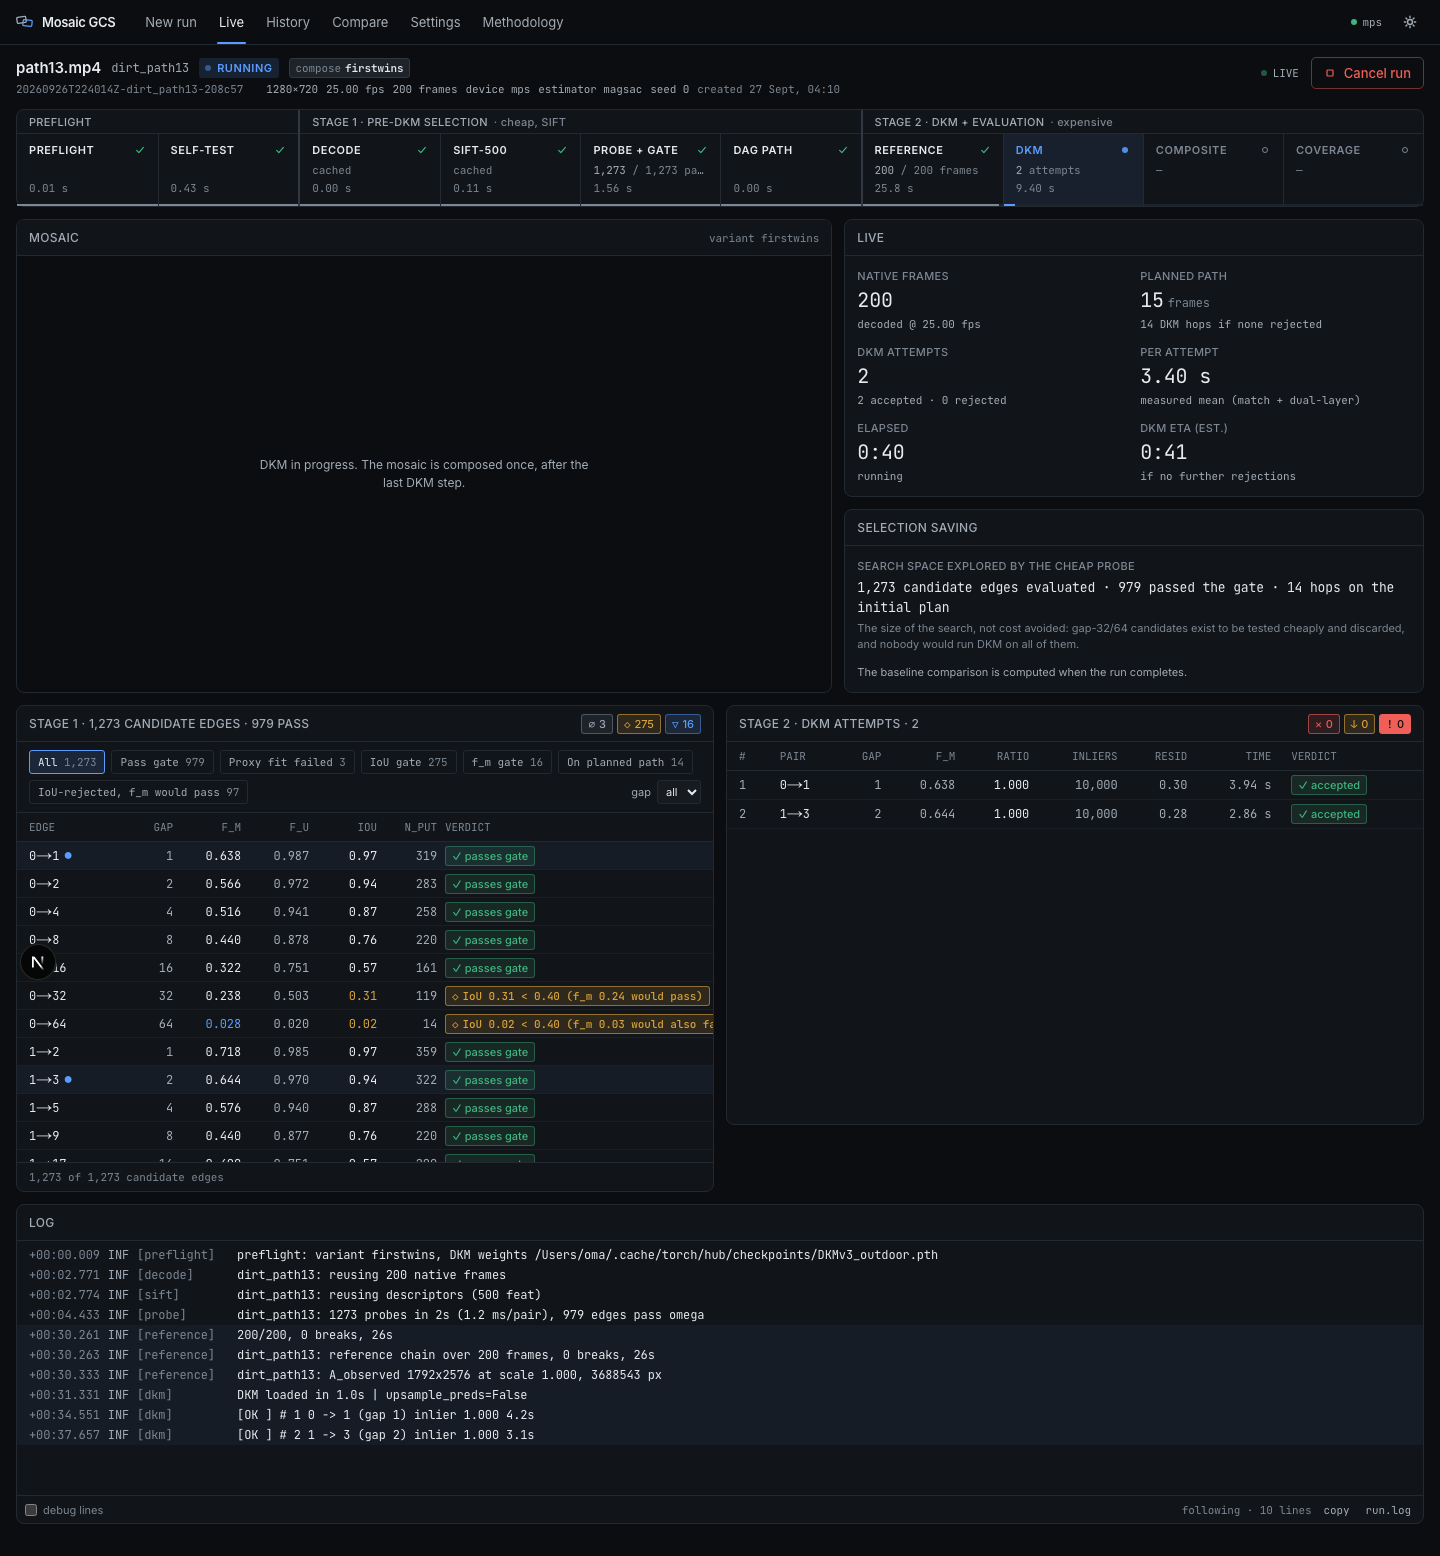 Mosaic GCS New run Live History Compare Settings Methodology mps
path13.mp4 dirt_path13 RUNNING compose firstwins LIVE Cancel run
20260926T224014Z-dirt_path13-208c57 1280×720 25.00 fps 200 frames device mps estimator magsac seed 0 created 27 Sept, 04:10
PREFLIGHT STAGE 1 · PRE-DKM SELECTION · cheap, SIFT STAGE 2 · DKM + EVALUATION · expensive
PREFLIGHT ✓ SELF-TEST ✓ DECODE ✓ SIFT-500 ✓ PROBE + GATE ✓ DAG PATH ✓ REFERENCE ✓ DKM COMPOSITE COVERAGE
cached cached 1,273 / 1,273 pa… 200 / 200 frames 2 attempts — —
0.01 s 0.43 s 0.00 s 0.11 s 1.56 s 0.00 s 25.8 s 9.40 s
MOSAIC variant firstwins
DKM in progress. The mosaic is composed once, after the
last DKM step.
LIVE
NATIVE FRAMES PLANNED PATH
200 15 frames
decoded @ 25.00 fps 14 DKM hops if none rejected
DKM ATTEMPTS PER ATTEMPT
2 3.40 s
2 accepted · 0 rejected measured mean (match + dual-layer)
ELAPSED DKM ETA (EST.)
0:40 0:41
running if no further rejections
SELECTION SAVING
SEARCH SPACE EXPLORED BY THE CHEAP PROBE
1,273 candidate edges evaluated · 979 passed the gate · 14 hops on the
initial plan
The size of the search, not cost avoided: gap-32/64 candidates exist to be tested cheaply and discarded,
and nobody would run DKM on all of them.
The baseline comparison is computed when the run completes.
STAGE 1 · 1,273 CANDIDATE EDGES · 979 PASS ⌀ 3 ◇ 275 ▽ 16
All 1,273 Pass gate 979 Proxy fit failed 3 IoU gate 275 f_m gate 16 On planned path 14
IoU-rejected, f_m would pass 97 gap all
EDGE GAP F_M F_U IOU N_PUT VERDICT
0⟶1 ● 1 0.638 0.987 0.97 319 ✓ passes gate
0⟶2 2 0.566 0.972 0.94 283 ✓ passes gate
0⟶4 4 0.516 0.941 0.87 258 ✓ passes gate
0⟶8 8 0.440 0.878 0.76 220 ✓ passes gate
16 16 0.322 0.751 0.57 161 ✓ passes gate
0⟶32 32 0.238 0.503 0.31 119 ◇ IoU 0.31 < 0.40 (f_m 0.24 would pass)
0⟶64 64 0.028 0.020 0.02 14 ◇ IoU 0.02 < 0.40 (f_m 0.03 would also fa
1⟶2 1 0.718 0.985 0.97 359 ✓ passes gate
1⟶3 ● 2 0.644 0.970 0.94 322 ✓ passes gate
1⟶5 4 0.576 0.940 0.87 288 ✓ passes gate
1⟶9 8 0.440 0.877 0.76 220 ✓ passes gate
1,273 of 1,273 candidate edges
STAGE 2 · DKM ATTEMPTS · 2 × 0 ↓ 0 ! 0
# PAIR GAP F_M RATIO INLIERS RESID TIME VERDICT
1 0⟶1 1 0.638 1.000 10,000 0.30 3.94 s ✓ accepted
2 1⟶3 2 0.644 1.000 10,000 0.28 2.86 s ✓ accepted
LOG
+00:00.009 INF [preflight] preflight: variant firstwins, DKM weights /Users/oma/.cache/torch/hub/checkpoints/DKMv3_outdoor.pth
+00:02.771 INF [decode] dirt_path13: reusing 200 native frames
+00:02.774 INF [sift] dirt_path13: reusing descriptors (500 feat)
+00:04.433 INF [probe] dirt_path13: 1273 probes in 2s (1.2 ms/pair), 979 edges pass omega
+00:30.261 INF [reference] 200/200, 0 breaks, 26s
+00:30.263 INF [reference] dirt_path13: reference chain over 200 frames, 0 breaks, 26s
+00:30.333 INF [reference] dirt_path13: A_observed 1792x2576 at scale 1.000, 3688543 px
+00:31.331 INF [dkm] DKM loaded in 1.0s | upsample_preds=False
+00:34.551 INF [dkm] [OK ] # 1 0 -> 1 (gap 1) inlier 1.000 4.2s
+00:37.657 INF [dkm] [OK ] # 2 1 -> 3 (gap 2) inlier 1.000 3.1s
debug lines following · 10 lines copy run.log